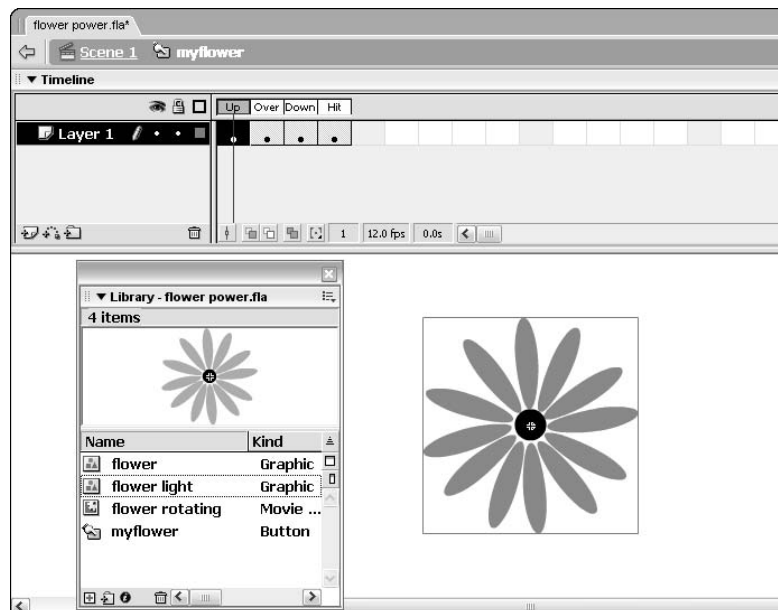 flower power.fla*
Scene 1 myflower
Timeline
Up Over Down Hit
Layer 1
1 12.0 fps 0.0s
Library - flower power.fla
4 items
Name Kind
flower Graphic
flower light Graphic
flower rotating Movie ...
myflower Button